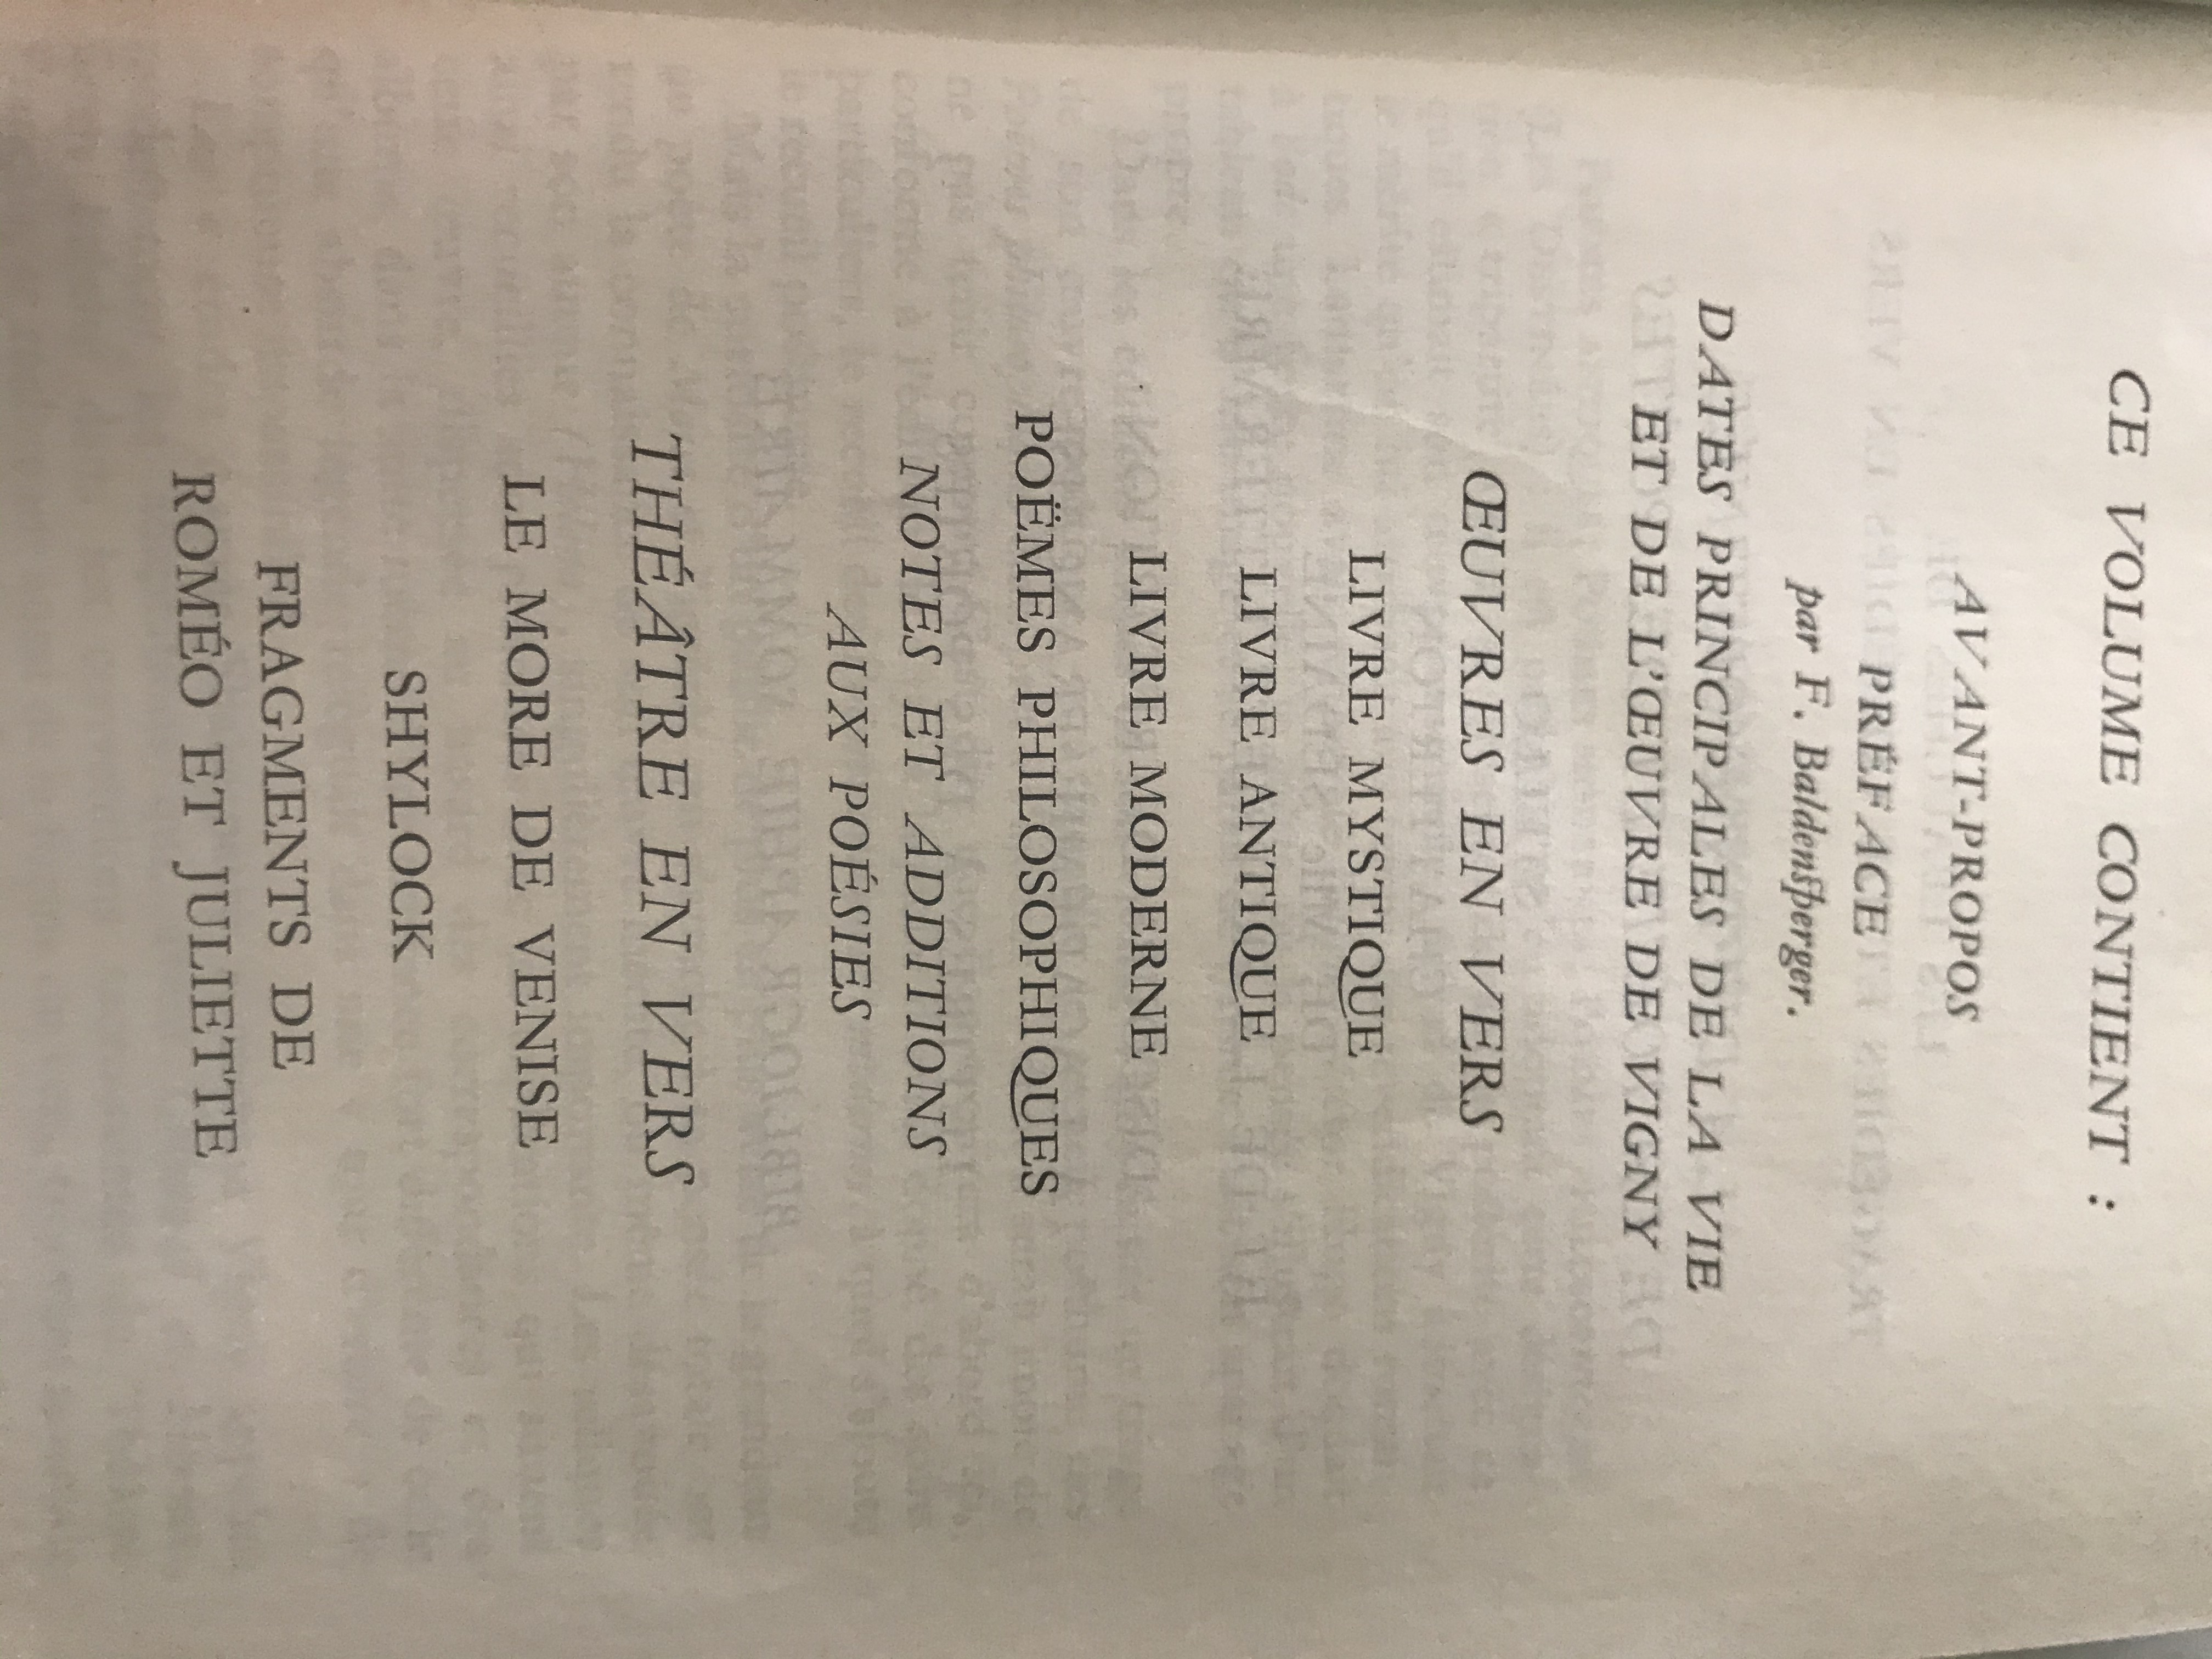 CE VOLUME CONTIENT :
AVANT-PROPOS
PRÉFACE
par F. Baldensperger.
DATES PRINCIPALES DE LA VIE
ET DE L'ŒUVRE DE VIGNY
ŒUVRES EN VERS
LIVRE MYSTIQUE
LIVRE ANTIQUE
LIVRE MODERNE
POËMES PHILOSOPHIQUES
NOTES ET ADDITIONS
AUX POÉSIES
THÉÂTRE EN VERS
LE MORE DE VENISE
SHYLOCK
FRAGMENTS DE
ROMÉO ET JULIETTE